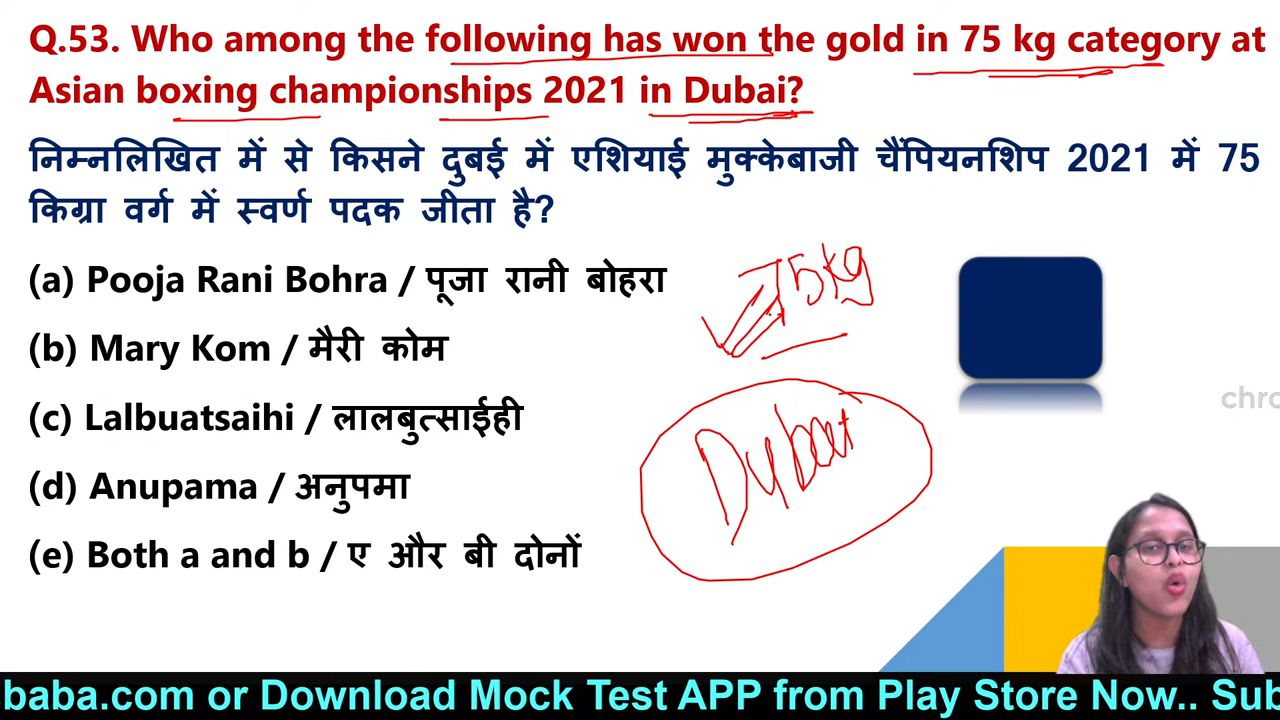 Q.53. Who among the following has won the gold in 75 kg category at
Asian boxing championships 2021 in Dubai?
निम्नलिखित में से किसने दुबई में एशियाई मुक्केबाजी चैंपियनशिप 2021 में 75
किग्रा वर्ग में स्वर्ण पदक जीता है?
(a) Pooja Rani Bohra / पूजा रानी बोहरा
75kg
(b) Mary Kom / मैरी कोम
chro
(c) Lalbuatsaihi / लालबुत्साईही
Dubai
(d) Anupama / अनुपमा
(e) Both a and b / ए और बी दोनों
baba.com or Download Mock Test APP from Play Store Now.. Sub